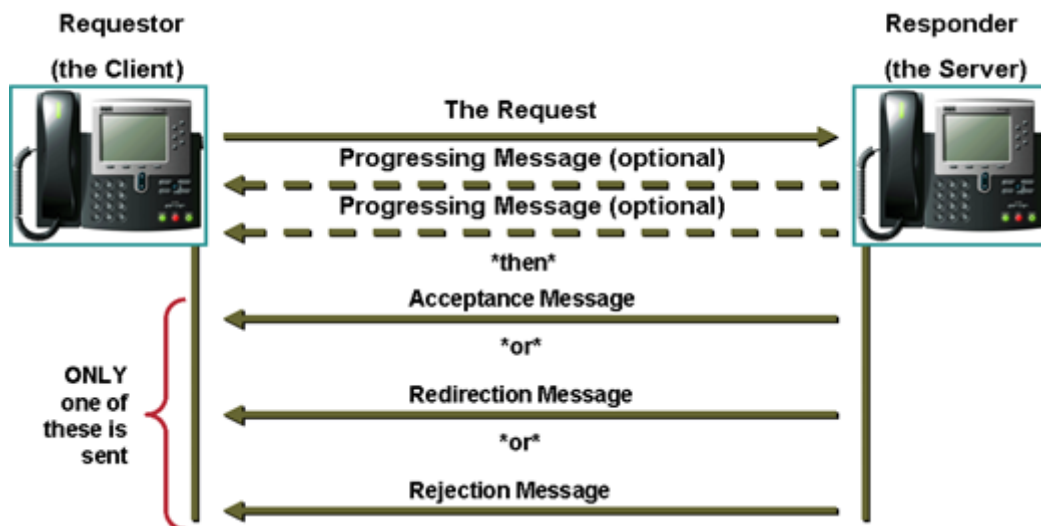 Requestor
(the Client)
Responder
(the Server)
The Request
Progressing Message (optional)
Progressing Message (optional)
*then*
Acceptance Message
*or*
Redirection Message
*or*
Rejection Message
ONLY
one of
these is
sent